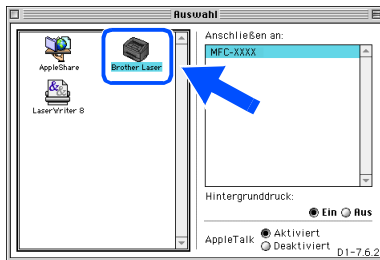 Auswahl
Anschließen an:
MFC-XXXX
AppleShare
Brother Laser
LaserWriter 8
Hintergrunddruck:
Ein Aus
AppleTalk Aktiviert
Deaktiviert
D1-7.6.2